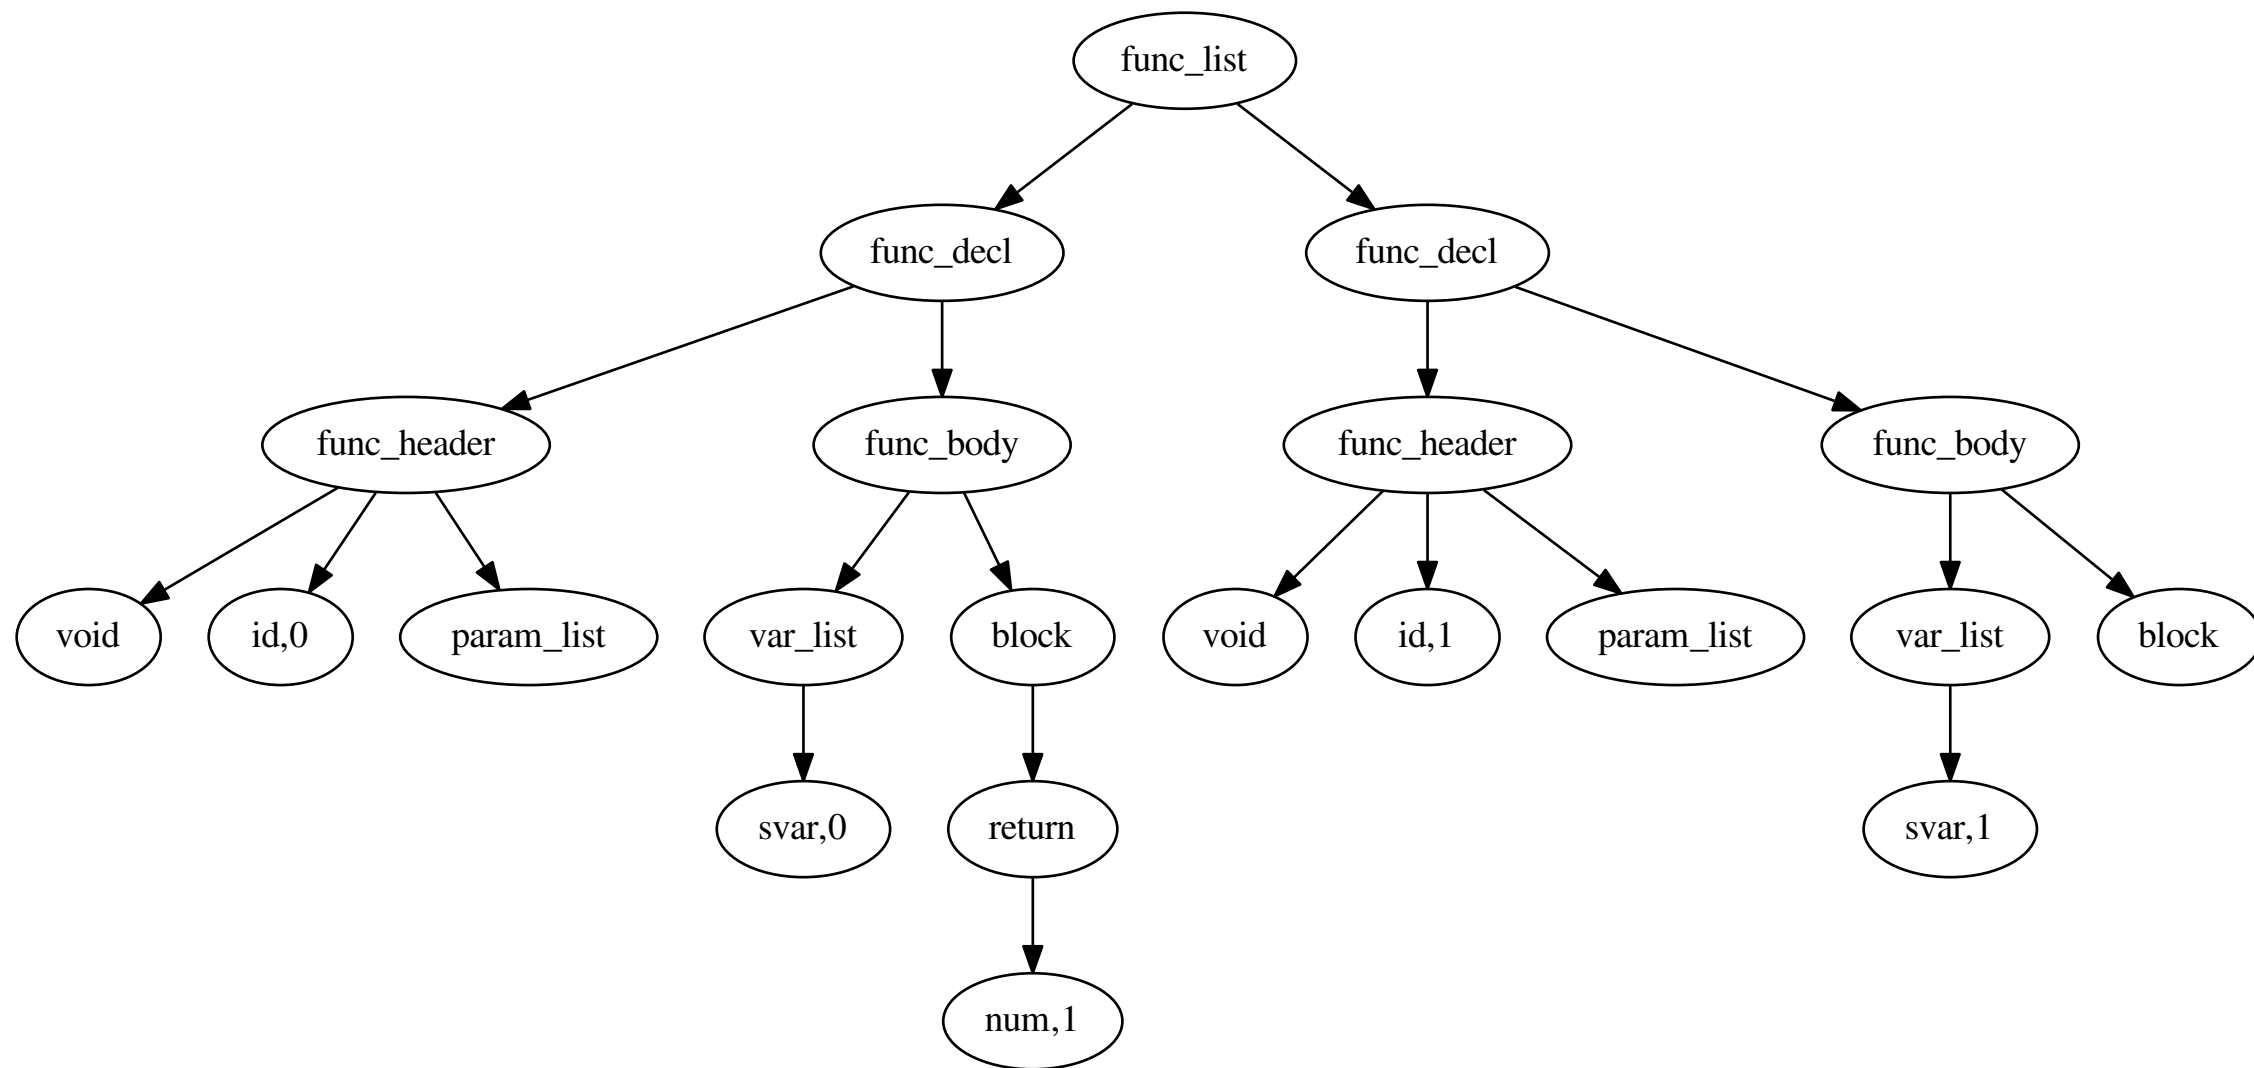 func_list
func_decl
func_decl
func_header
func_body
func_header
func_body
void
id,0
param_list
var_list
block
void
id,1
param_list
var_list
block
svar,0
return
svar,1
num,1